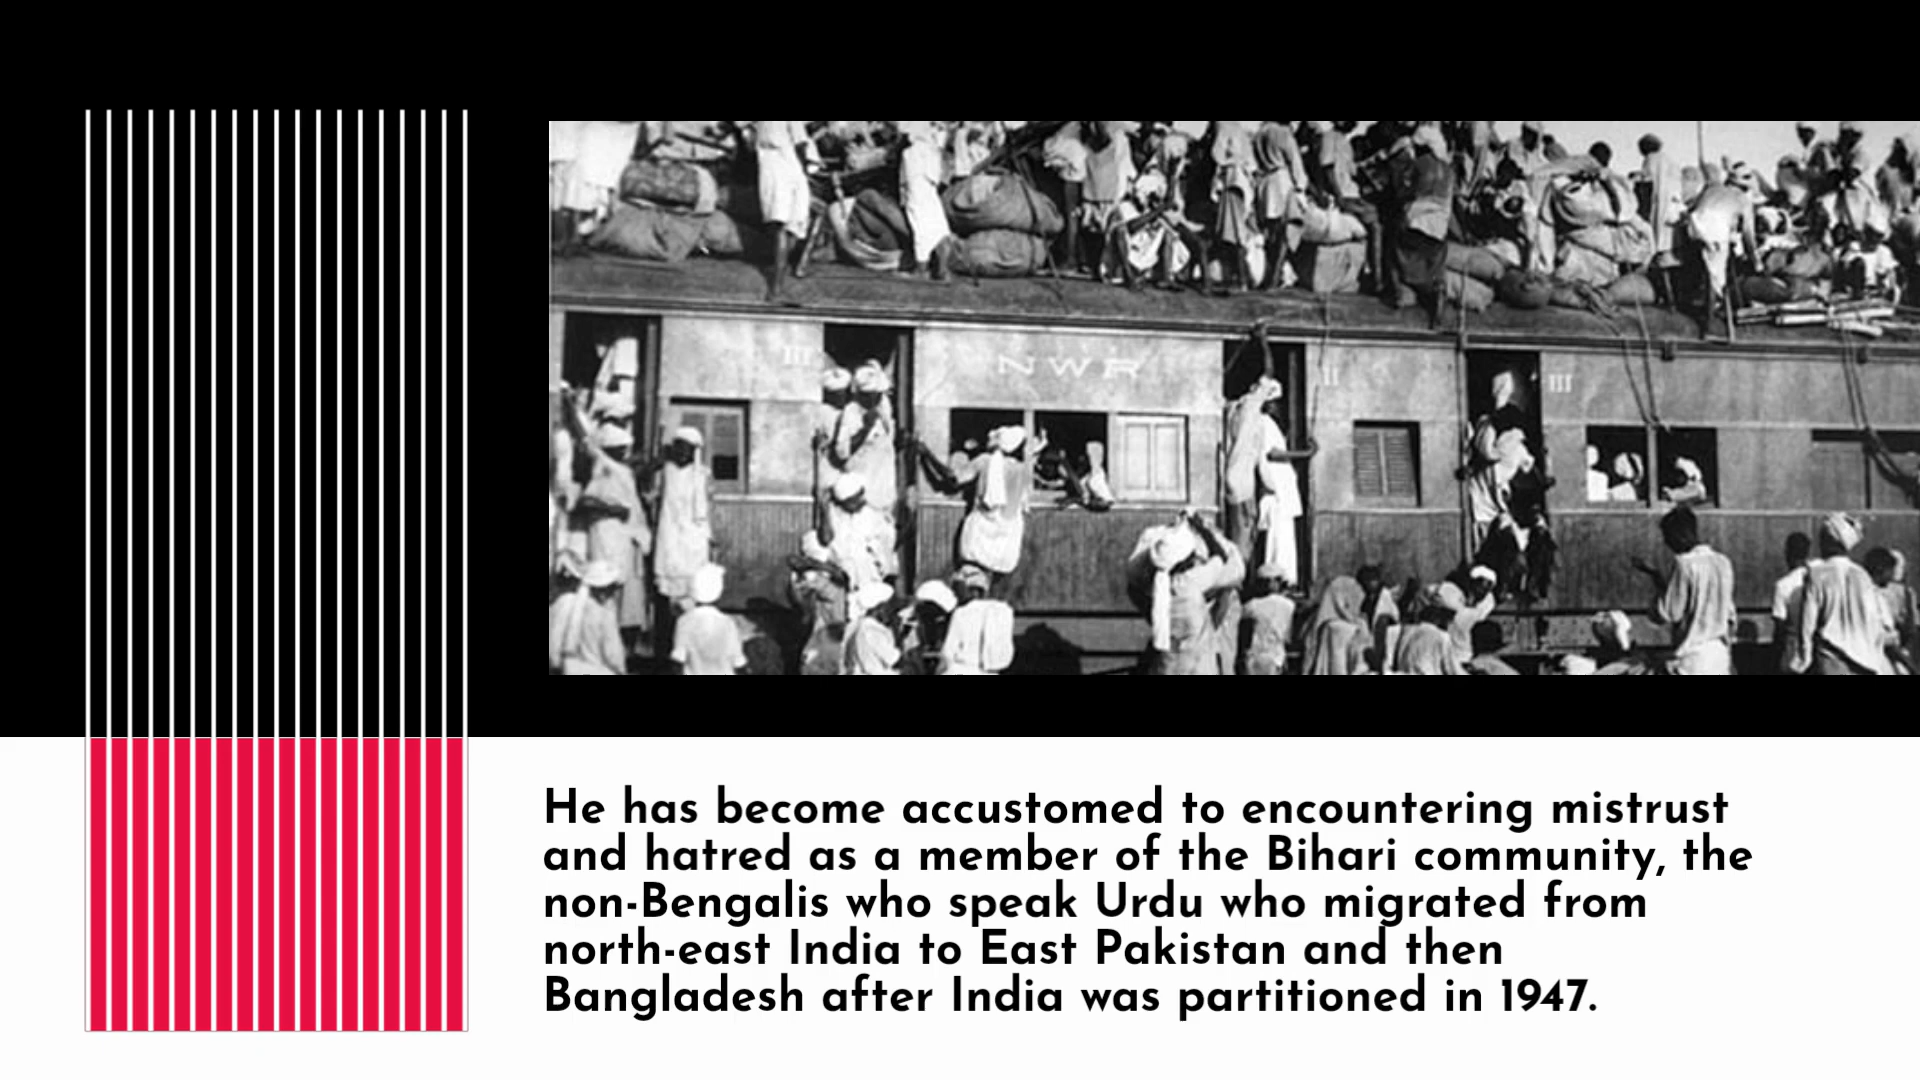 III
N W R
II
III
He has become accustomed to encountering mistrust
and hatred as a member of the Bihari community, the
non-Bengalis who speak Urdu who migrated from
north-east India to East Pakistan and then
Bangladesh after India was partitioned in 1947.